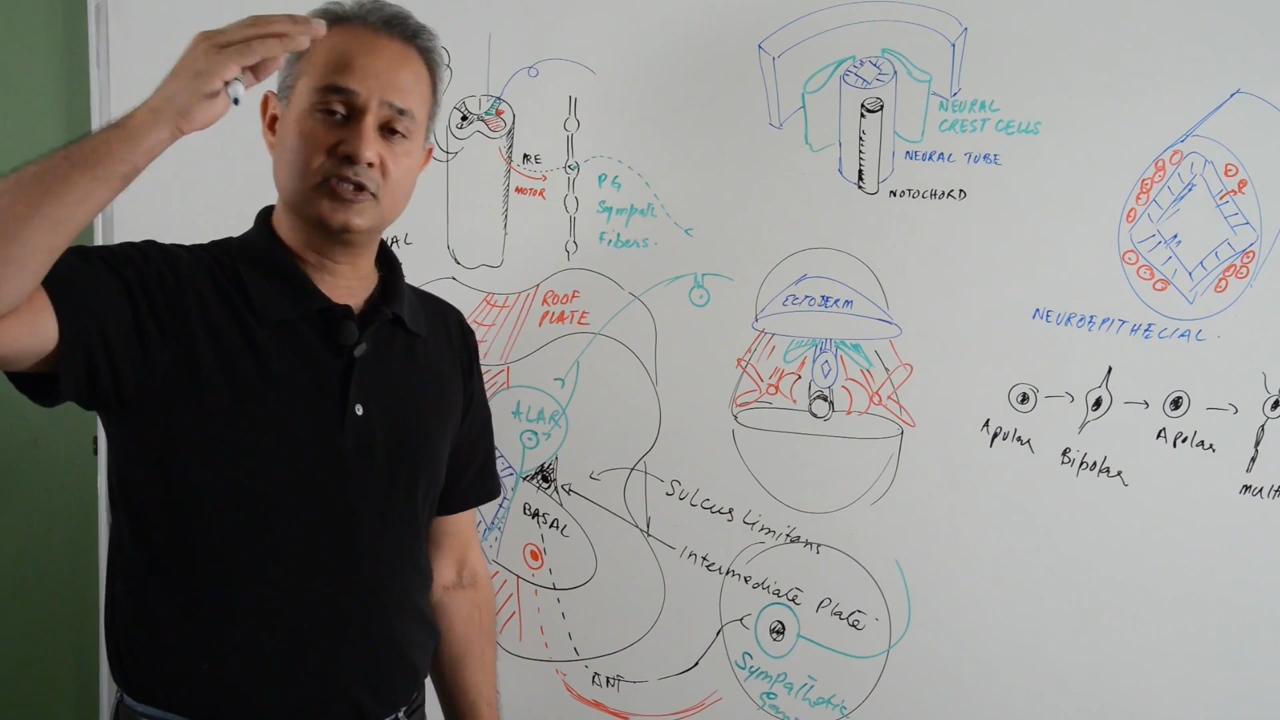 PRE
MOTOR
PG
Sympath
Fibers.
NEURAL
CREST CELLS
NEURAL TUBE
NOTOCHORD
ROOF
PLATE
ECTODERM
NEUROEPITHELIAL.
ALAR
BASAL
Sulcus Limitans
Intermediate Plate
Apolar
Bipolar
Apolar
ANT
Sympathetic